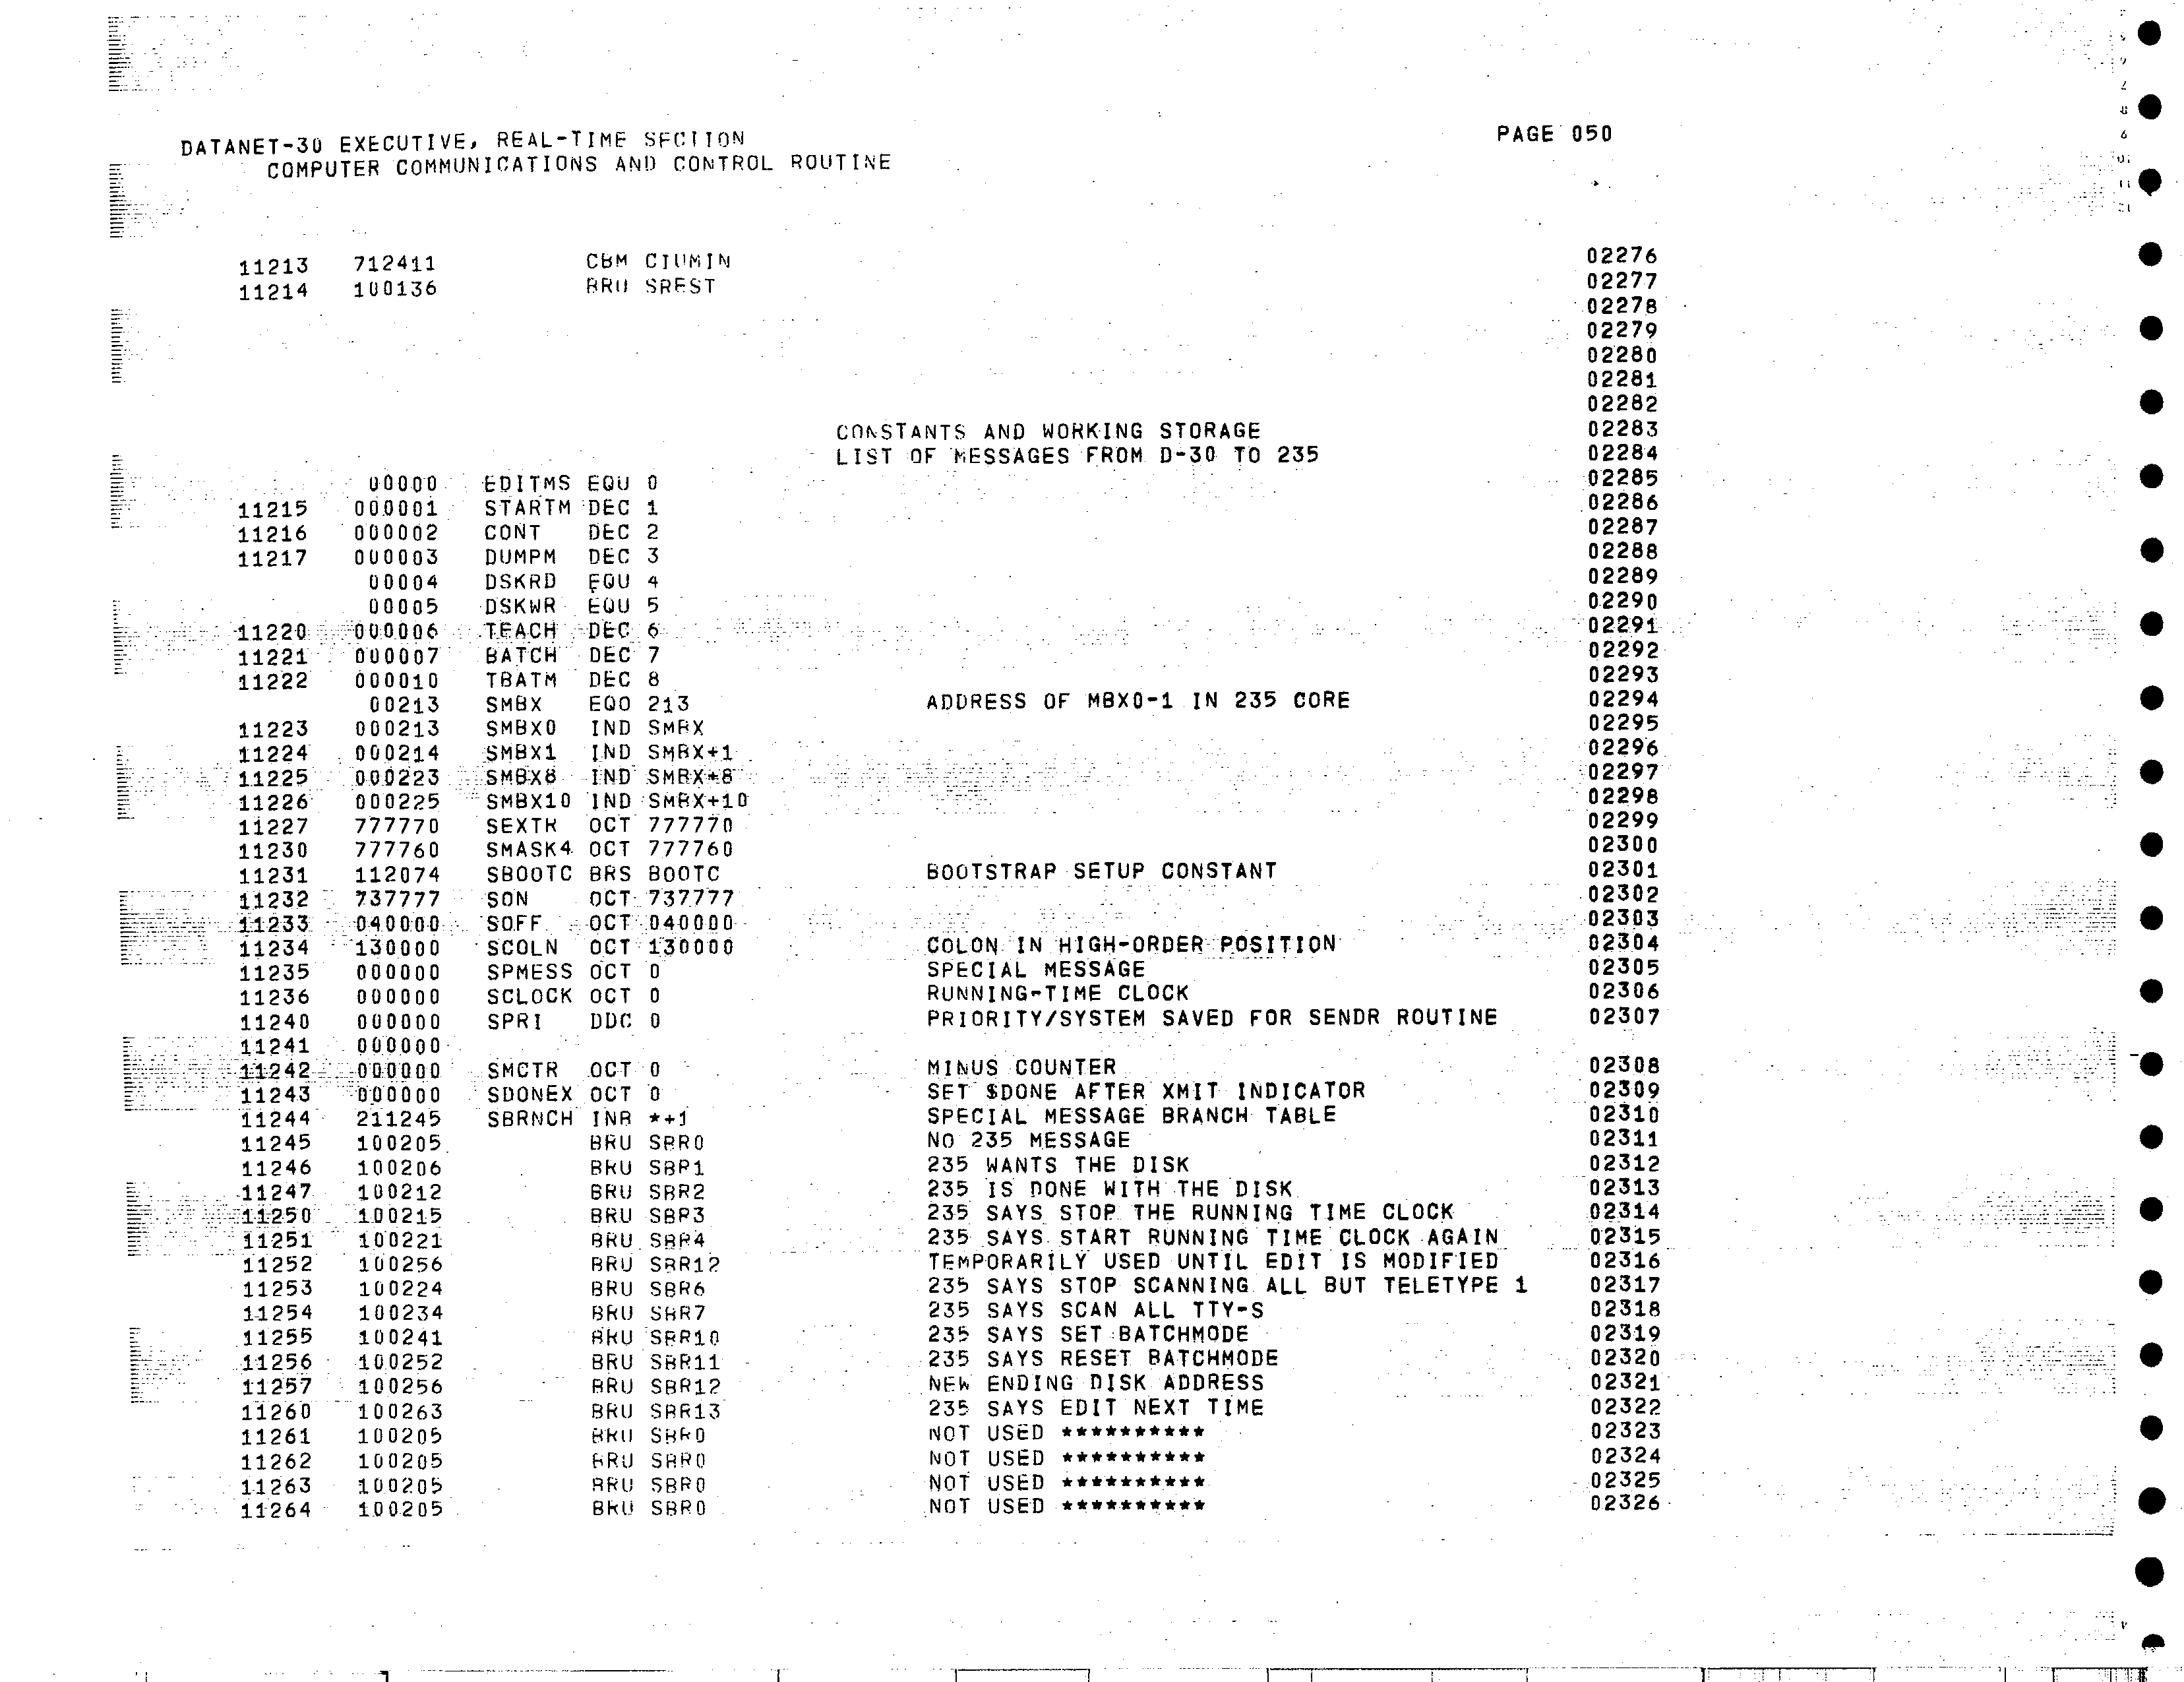 DATANET-30 EXECUTIVE, REAL-TIME SECTION PAGE 050
COMPUTER COMMUNICATIONS AND CONTROL ROUTINE
11213 712411 CBM CIUMIN 02276
11214 100136 BRU SREST 02277
02278
02279
02280
02281
02282
CONSTANTS AND WORKING STORAGE 02283
LIST OF MESSAGES FROM D-30 TO 235 02284
00000 EDITMS EQU 0 02285
11215 000001 STARTM DEC 1 02286
11216 000002 CONT DEC 2 02287
11217 000003 DUMPM DEC 3 02288
00004 DSKRD EQU 4 02289
00005 DSKWR EQU 5 02290
11220 000006 TEACH DEC 6 02291
11221 000007 BATCH DEC 7 02292
11222 000010 TBATM DEC 8 02293
00213 SMBX EQO 213 ADDRESS OF MBX0-1 IN 235 CORE 02294
11223 000213 SMBX0 IND SMBX 02295
11224 000214 SMBX1 IND SMBX+1 02296
11225 000223 SMBX8 IND SMBX+8 02297
11226 000225 SMBX10 IND SMBX+10 02298
11227 777770 SEXTR OCT 777770 02299
11230 777760 SMASK4 OCT 777760 02300
11231 112074 SBOOTC BRS BOOTC BOOTSTRAP SETUP CONSTANT 02301
11232 737777 SON OCT 737777 02302
11233 040000 SOFF OCT 040000 02303
11234 130000 SCOLN OCT 130000 COLON IN HIGH-ORDER POSITION 02304
11235 000000 SPMESS OCT 0 SPECIAL MESSAGE 02305
11236 000000 SCLOCK OCT 0 RUNNING-TIME CLOCK 02306
11240 000000 SPRI DDC 0 PRIORITY/SYSTEM SAVED FOR SENDR ROUTINE 02307
11241 000000
11242 000000 SMCTR OCT 0 MINUS COUNTER 02308
11243 000000 SDONEX OCT 0 SET $DONE AFTER XMIT INDICATOR 02309
11244 211245 SBRNCH INR *+1 SPECIAL MESSAGE BRANCH TABLE 02310
11245 100205 BRU SBR0 NO 235 MESSAGE 02311
11246 100206 BRU SBR1 235 WANTS THE DISK 02312
11247 100212 BRU SBR2 235 IS DONE WITH THE DISK 02313
11250 100215 BRU SBR3 235 SAYS STOP THE RUNNING TIME CLOCK 02314
11251 100221 BRU SBR4 235 SAYS START RUNNING TIME CLOCK AGAIN 02315
11252 100256 BRU SBR12 TEMPORARILY USED UNTIL EDIT IS MODIFIED 02316
11253 100224 BRU SBR6 235 SAYS STOP SCANNING ALL BUT TELETYPE 1 02317
11254 100234 BRU SBR7 235 SAYS SCAN ALL TTY-S 02318
11255 100241 BRU SBR10 235 SAYS SET BATCHMODE 02319
11256 100252 BRU SBR11 235 SAYS RESET BATCHMODE 02320
11257 100256 BRU SBR12 NEW ENDING DISK ADDRESS 02321
11260 100263 BRU SBR13 235 SAYS EDIT NEXT TIME 02322
11261 100205 BRU SBR0 NOT USED ********** 02323
11262 100205 BRU SBR0 NOT USED ********** 02324
11263 100205 BRU SBR0 NOT USED ********** 02325
11264 100205 BRU SBR0 NOT USED ********** 02326